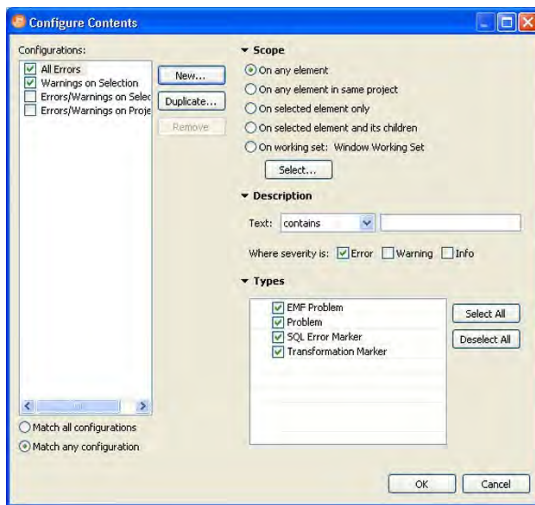 Configure Contents
Configurations:
All Errors
Warnings on Selection
Errors/Warnings on Selec
Errors/Warnings on Proje
New...
Duplicate...
Remove
Match all configurations
Match any configuration
Scope
On any element
On any element in same project
On selected element only
On selected element and its children
On working set: Window Working Set
Select...
Description
Text: contains
Where severity is: Error Warning Info
Types
EMF Problem
Problem
SQL Error Marker
Transformation Marker
Select All
Deselect All
OK Cancel